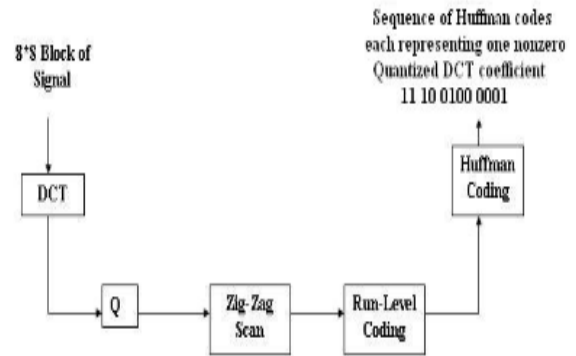 8*8 Block of
Signal
DCT
Q
Zig-Zag
Scan
Run-Level
Coding
Huffman
Coding
Sequence of Huffman codes
each representing one nonzero
Quantized DCT coefficient
11 10 0100 0001